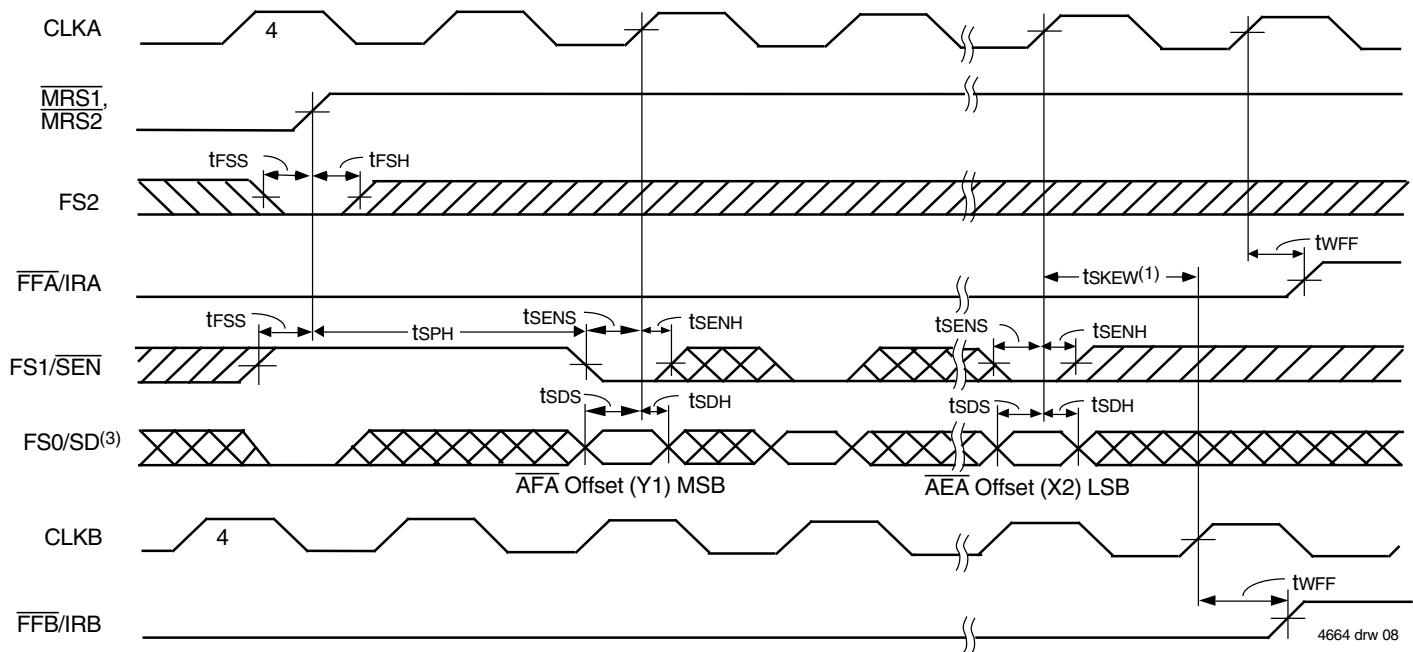 CLKA
4
MRS1,
MRS2
tFSS
tFSH
FS2
tWFF
FFA/IRA
tSKEW(1)
tFSS
tSPH
tSENS
tSENH
tSENS
tSENH
FS1/SEN
tSDS
tSDH
tSDS
tSDH
FS0/SD(3)
AFA Offset (Y1) MSB
AEA Offset (X2) LSB
CLKB
4
tWFF
FFB/IRB
4664 drw 08